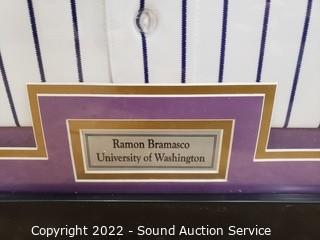 Ramon Bramasco
University of Washington
Copyright 2022 - Sound Auction Service